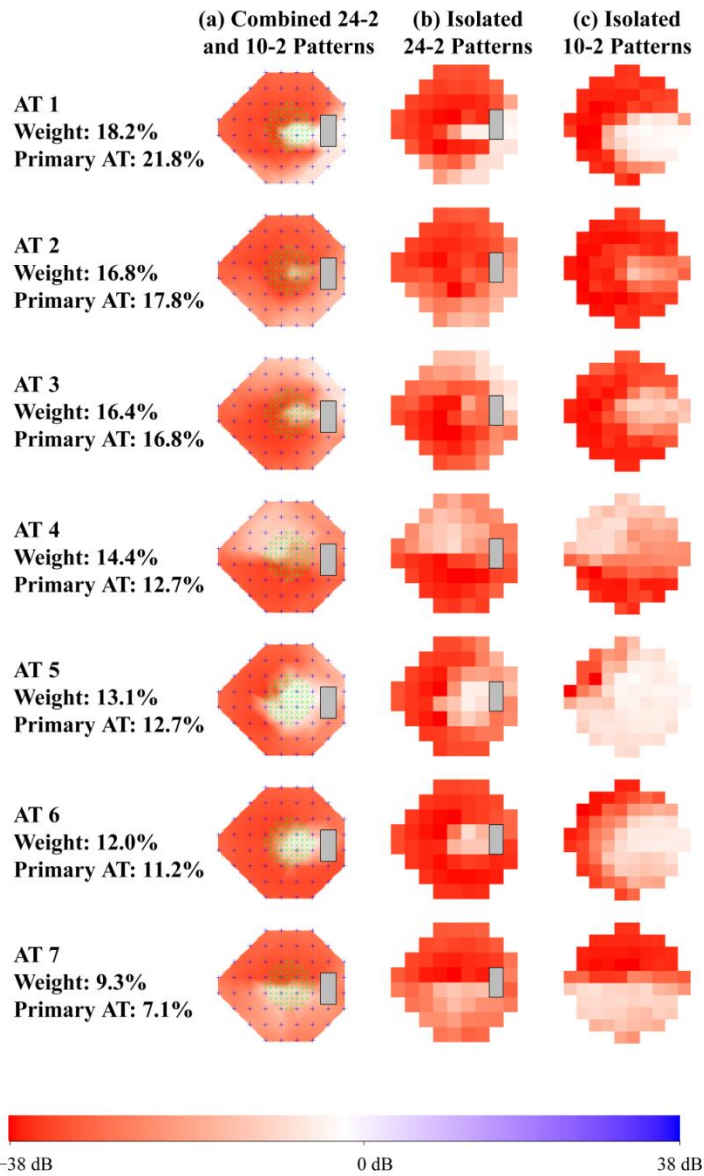 (a) Combined 24-2
and 10-2 Patterns
(b) Isolated
24-2 Patterns
(c) Isolated
10-2 Patterns
AT 1
Weight: 18.2%
Primary AT: 21.8%
AT 2
Weight: 16.8%
Primary AT: 17.8%
AT 3
Weight: 16.4%
Primary AT: 16.8%
AT 4
Weight: 14.4%
Primary AT: 12.7%
AT 5
Weight: 13.1%
Primary AT: 12.7%
AT 6
Weight: 12.0%
Primary AT: 11.2%
AT 7
Weight: 9.3%
Primary AT: 7.1%
−38 dB
0 dB
38 dB